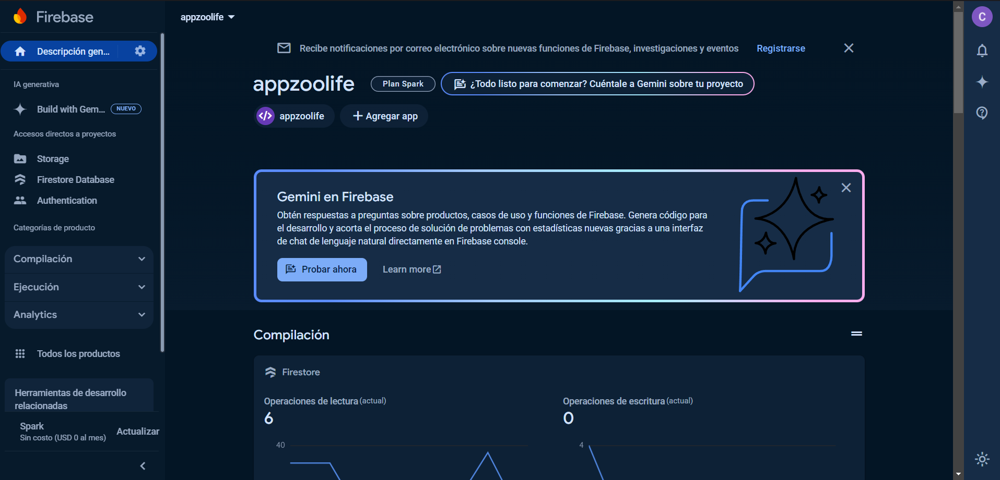 Firebase
Descripción gen...
IA generativa
Build with Gem... NUEVO
Accesos directos a proyectos
Storage
Firestore Database
Authentication
Categorías de producto
Compilación
Ejecución
Analytics
Todos los productos
Herramientas de desarrollo
relacionadas
Spark
Sin costo (USD 0 al mes)
Actualizar
appzoolife
Recibe notificaciones por correo electrónico sobre nuevas funciones de Firebase, investigaciones y eventos Registrarse
appzoolife Plan Spark ¿Todo listo para comenzar? Cuéntale a Gemini sobre tu proyecto
appzoolife Agregar app
Gemini en Firebase
Obtén respuestas a preguntas sobre productos, casos de uso y funciones de Firebase. Genera código para
el desarrollo y acorta el proceso de solución de problemas con estadísticas nuevas gracias a una interfaz
de chat de lenguaje natural directamente en Firebase console.
Probar ahora Learn more
Compilación
Firestore
Operaciones de lectura (actual)
6
40
Operaciones de escritura (actual)
0
4
C